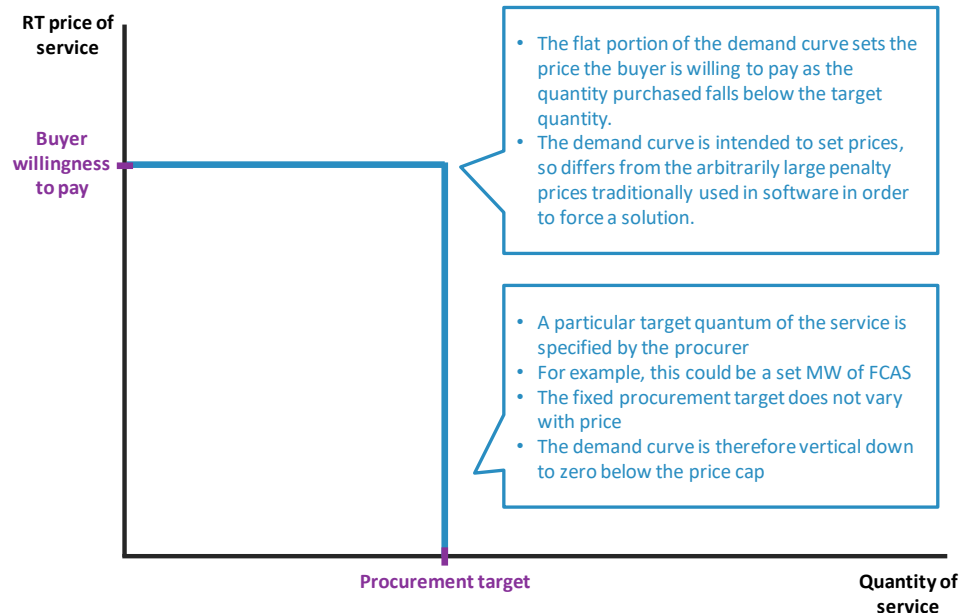 RT price of
service
Buyer
willingness
to pay
• The flat portion of the demand curve sets the
price the buyer is willing to pay as the
quantity purchased falls below the target
quantity.
• The demand curve is intended to set prices,
so differs from the arbitrarily large penalty
prices traditionally used in software in order
to force a solution.
• A particular target quantum of the service is
specified by the procurer
• For example, this could be a set MW of FCAS
• The fixed procurement target does not vary
with price
• The demand curve is therefore vertical down
to zero below the price cap
Procurement target
Quantity of
service